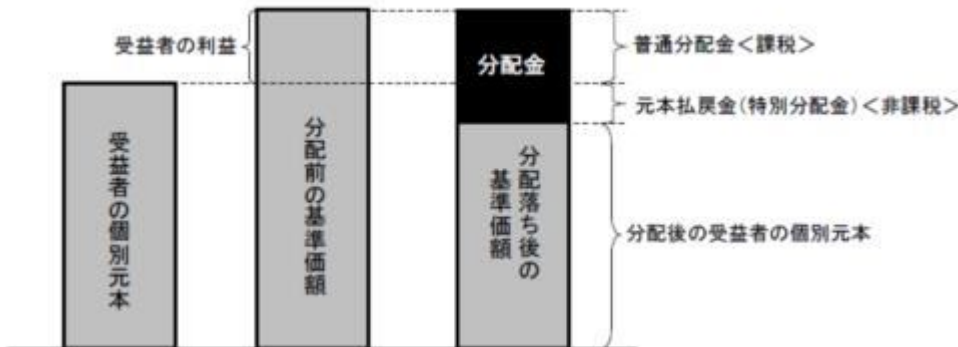 受益者の利益
受益者の個別元本
分配前の基準価額
分配金
分配落ち後の
基準価額
普通分配金＜課税＞
元本払戻金(特別分配金)＜非課税＞
分配後の受益者の個別元本